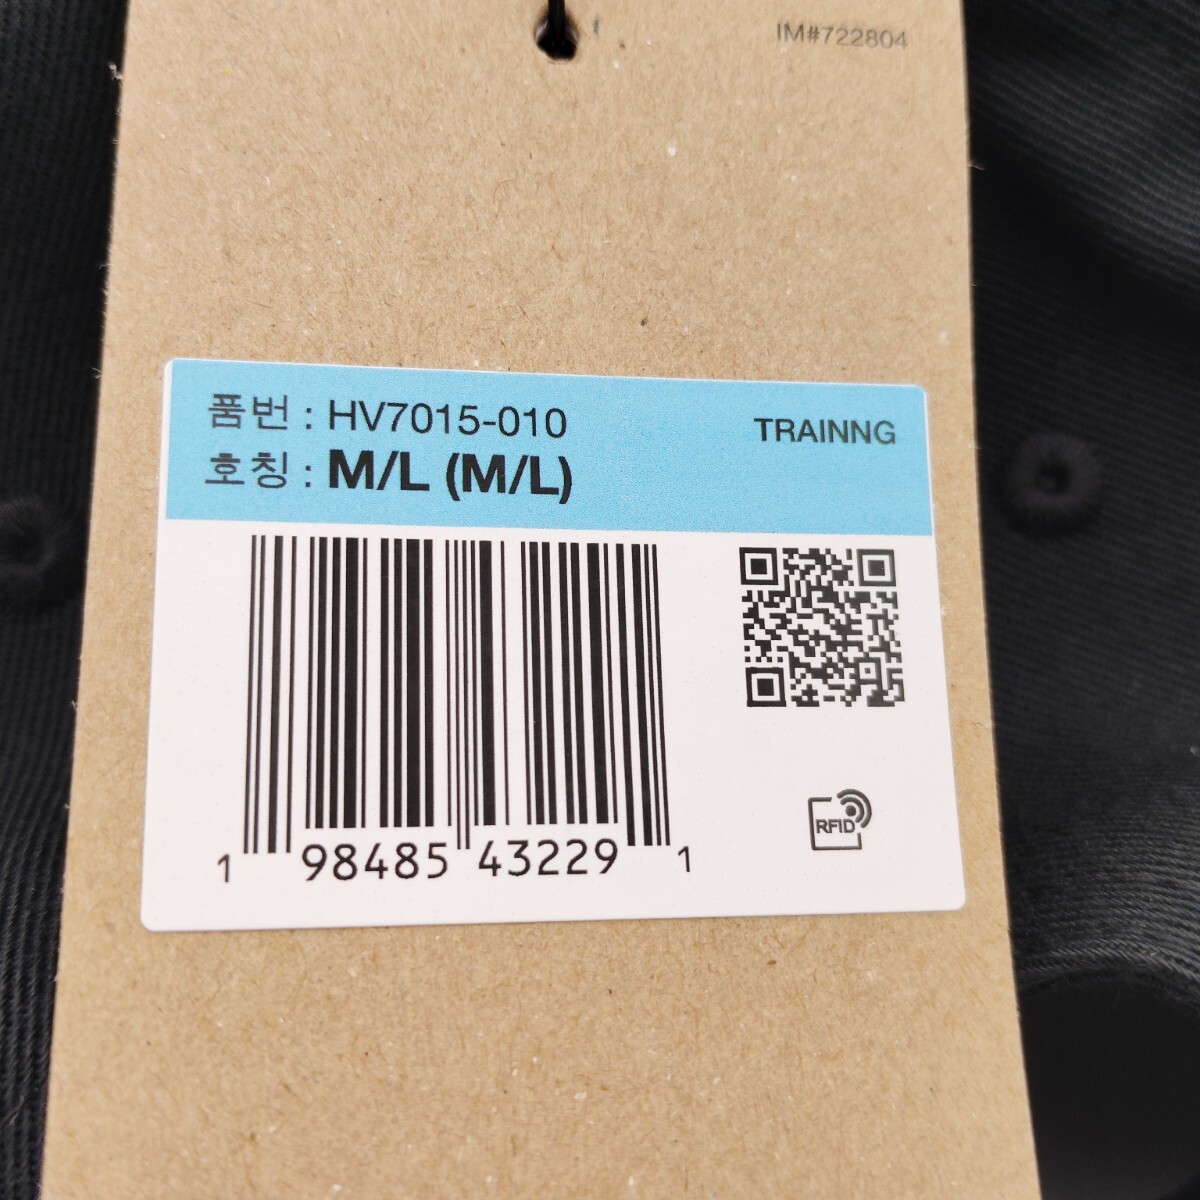 IM#722804
품번 : HV7015-010
TRAINNG
호칭 : M/L (M/L)
RFID
1 98485 43229 1